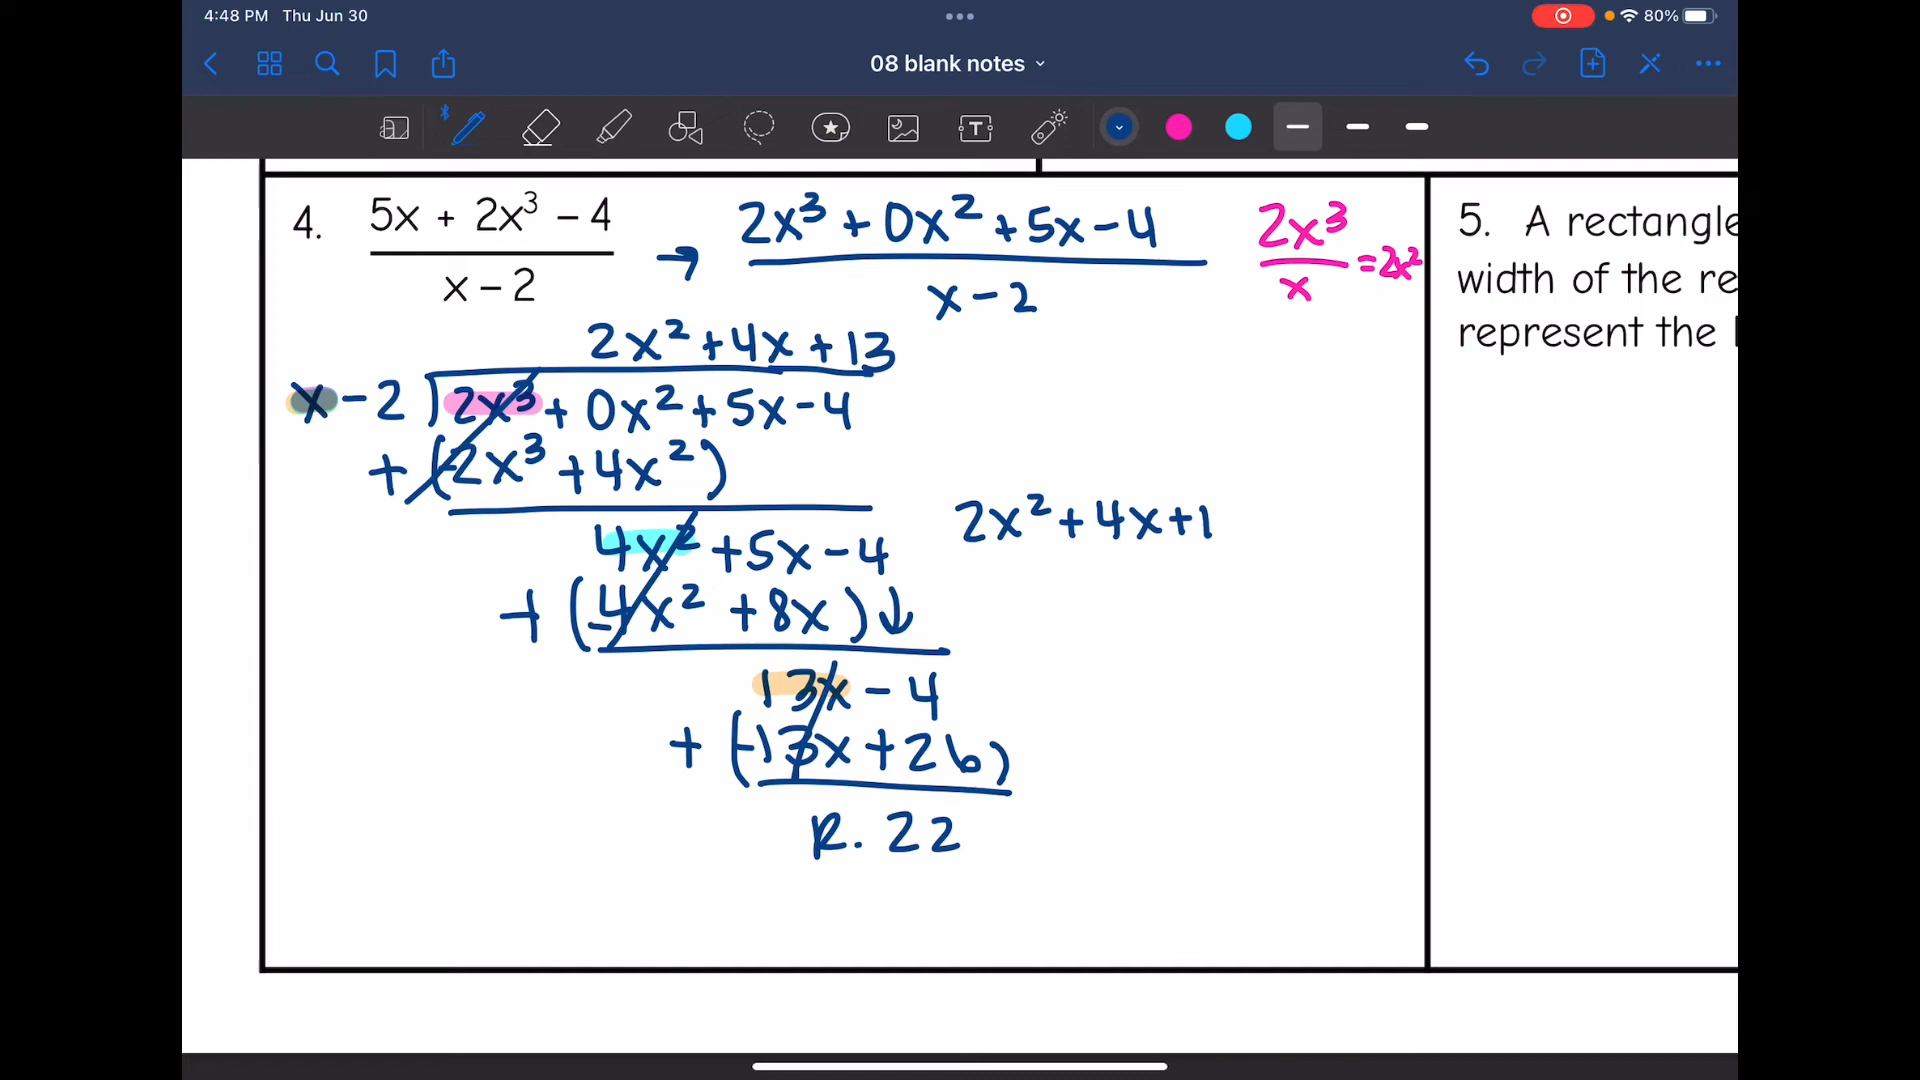 4:48 PM Thu Jun 30
80%
08 blank notes
4. 5x + 2x³ – 4
x – 2
→ 2x³ + 0x² + 5x – 4
x – 2
2x³
x
= 2x²
2x² + 4x + 13
x – 2 ) 2x³ + 0x² + 5x – 4
+ (-2x³ + 4x²)
4x² + 5x – 4
+ (-4x² + 8x) ↓
13x – 4
+ (-13x + 26)
R. 22
2x² + 4x + 1
5. A rectangle
width of the re
represent the